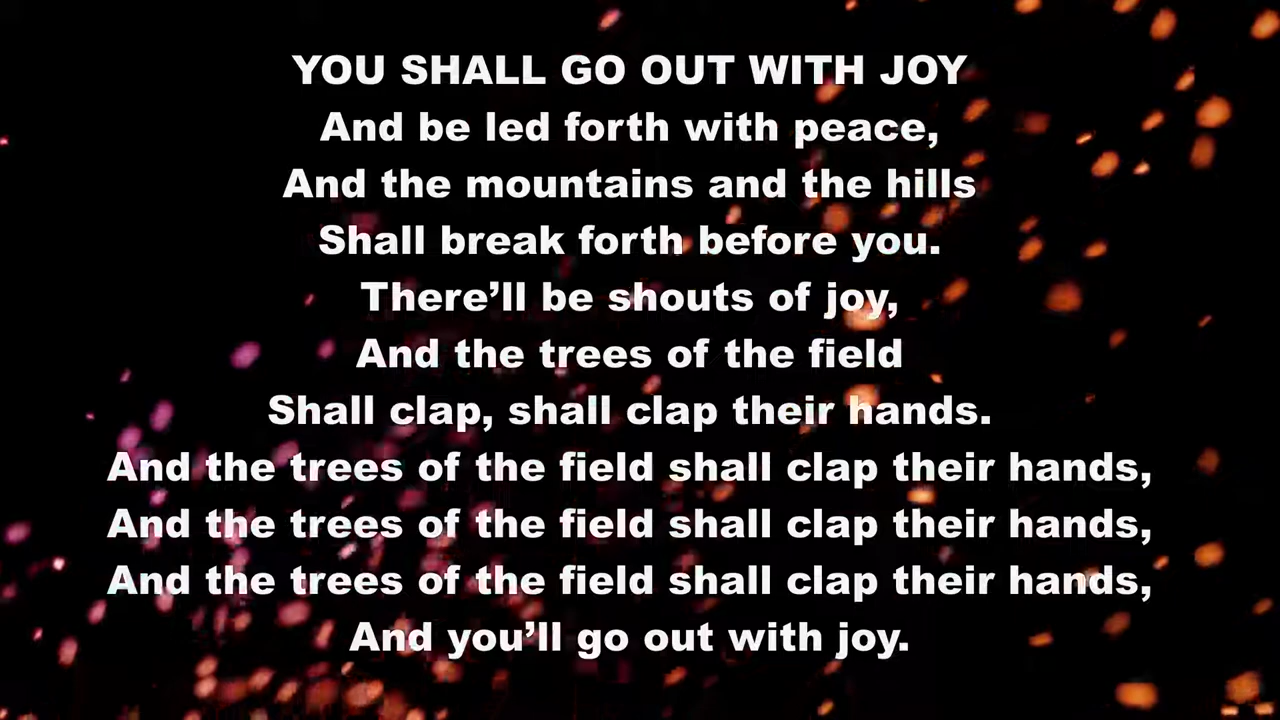 YOU SHALL GO OUT WITH JOY
And be led forth with peace,
And the mountains and the hills
Shall break forth before you.
There’ll be shouts of joy,
And the trees of the field
Shall clap, shall clap their hands.
And the trees of the field shall clap their hands,
And the trees of the field shall clap their hands,
And the trees of the field shall clap their hands,
And you’ll go out with joy.